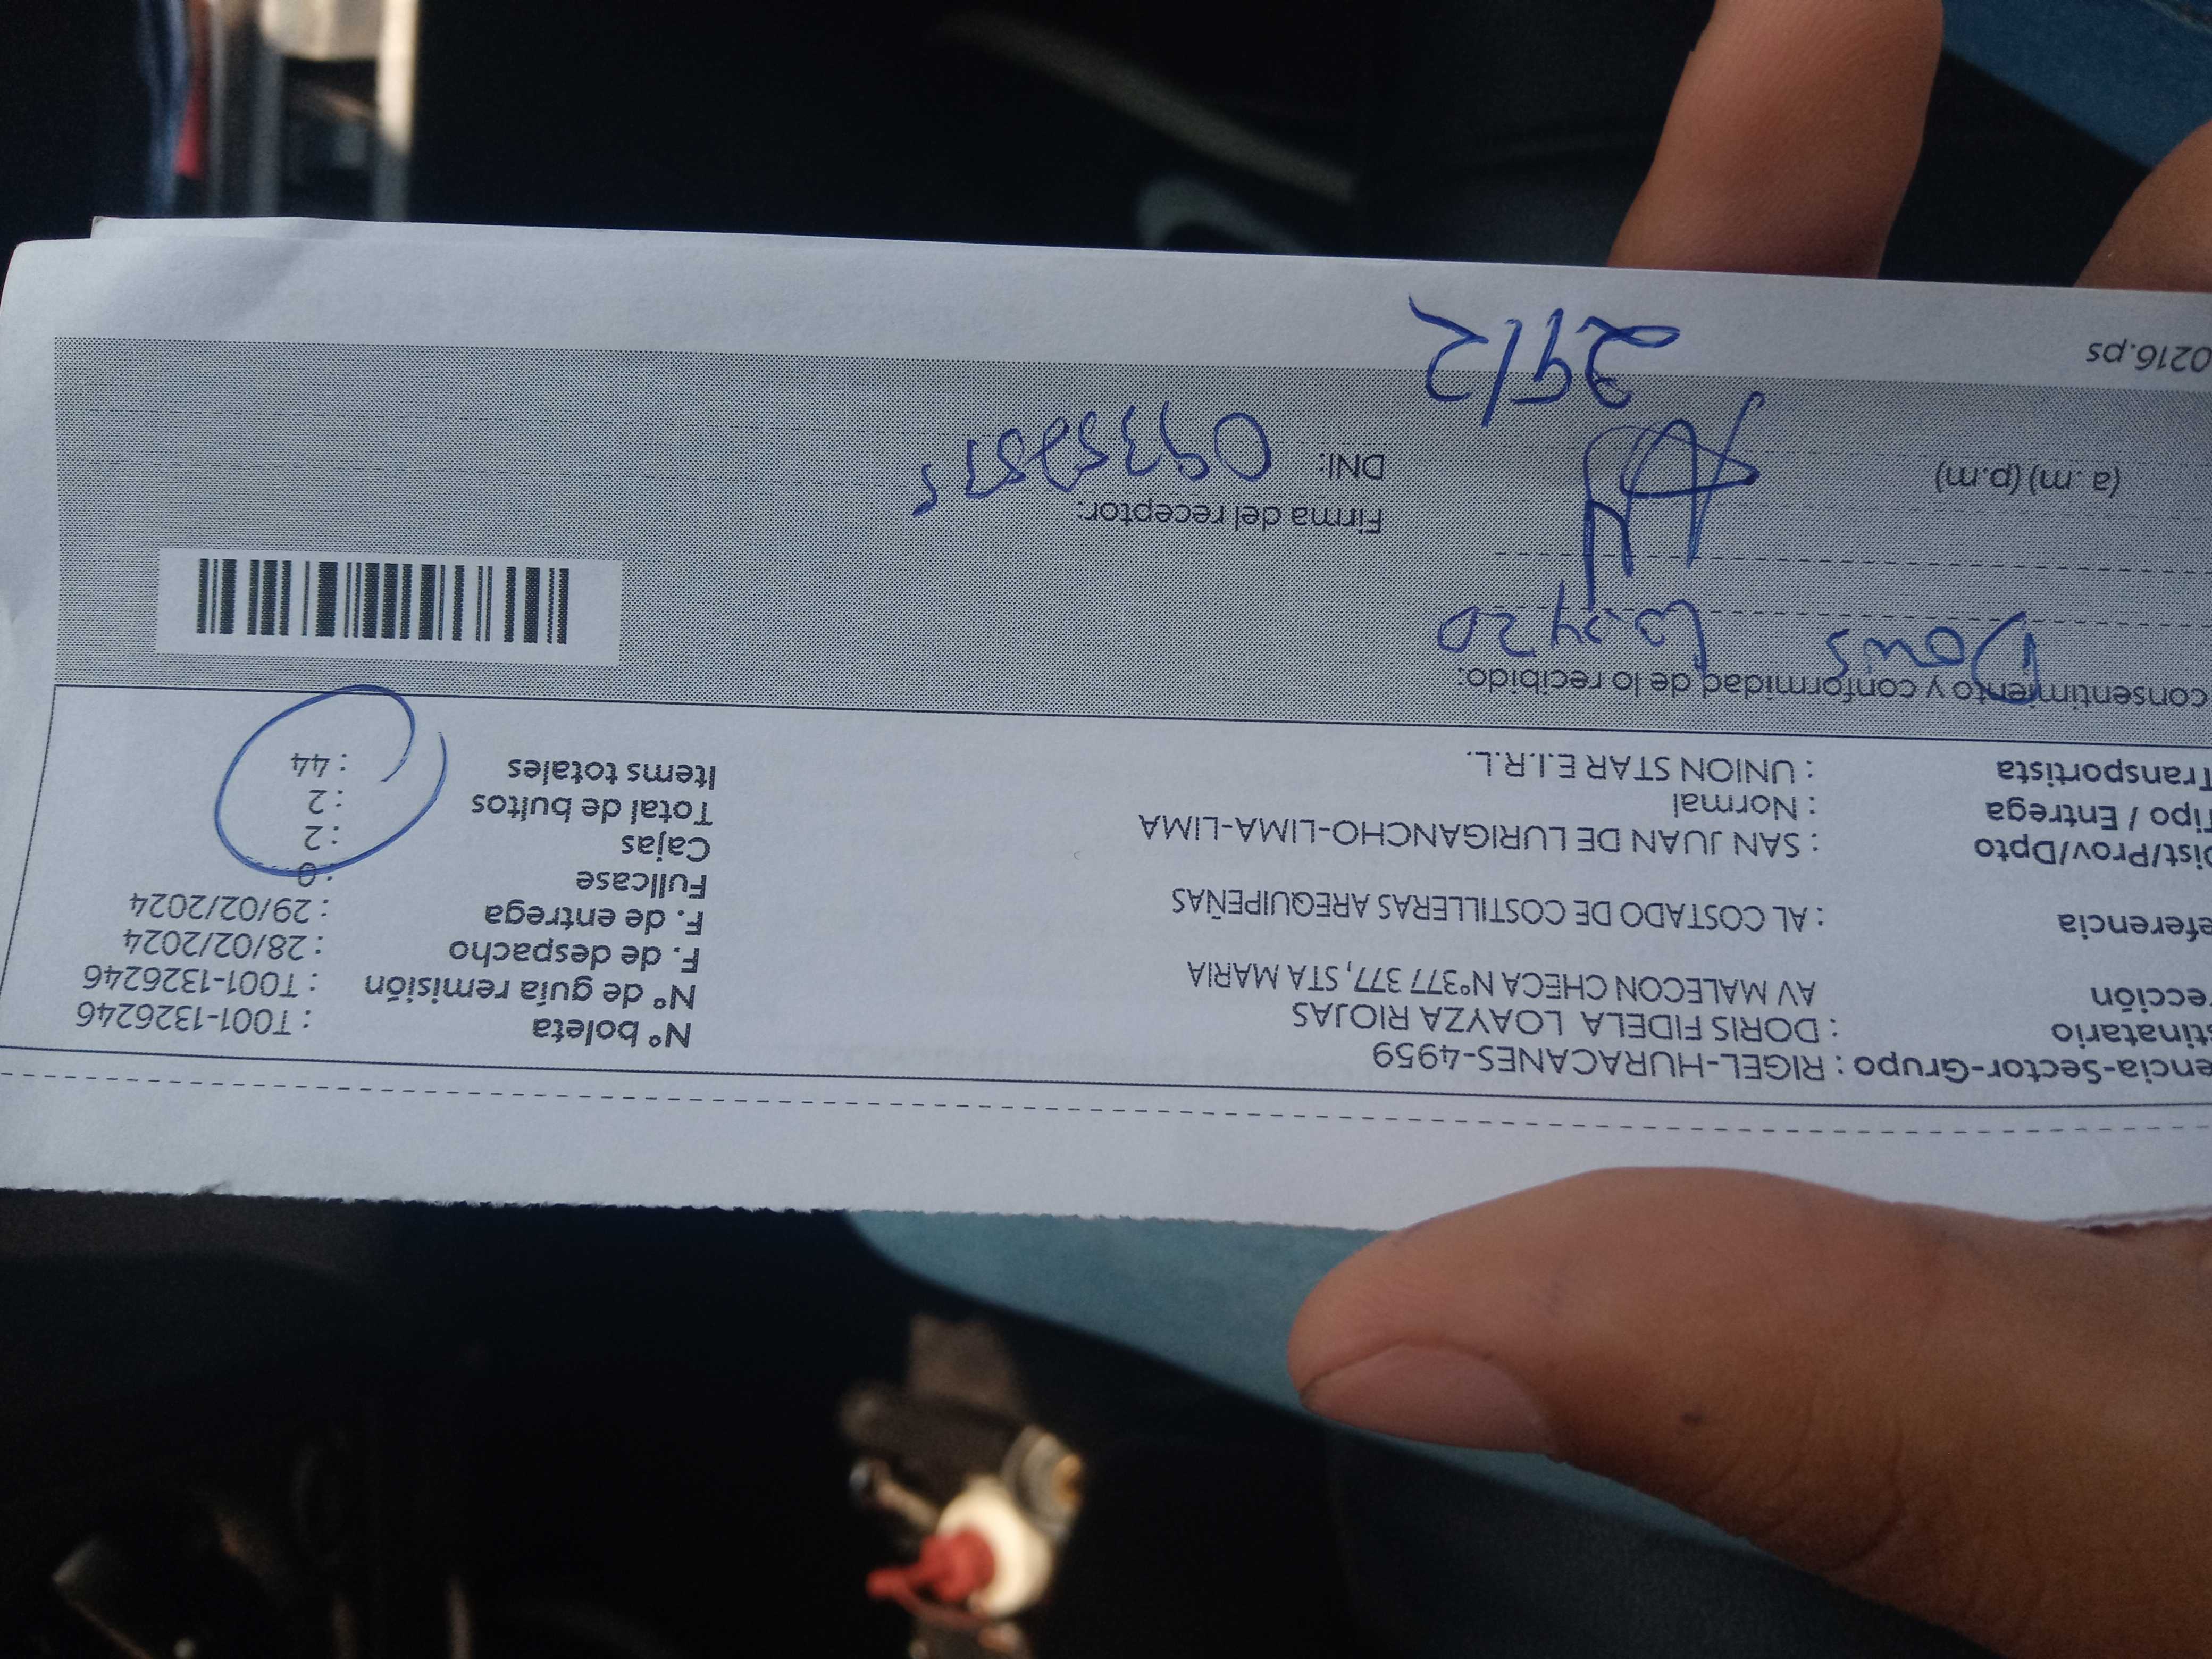 encia-Sector-Grupo : RIGEL-HURACANES-4959
stinatario : DORIS FIDELA LOAYZA RIOJAS
rección AV MALECON CHECA Nº377 377, STA MARIA
eferencia : AL COSTADO DE COSTILLERAS AREQUIPEÑAS
Dist/Prov/Dpto : SAN JUAN DE LURIGANCHO-LIMA-LIMA
Tipo / Entrega : Normal
Transportista : UNION STAR E.I.R.L.
Nº boleta : T001-1326246
Nº de guía remisión : T001-1326246
F. de despacho : 28/02/2024
F. de entrega : 29/02/2024
Fullcase : 0
Cajas : 2
Total de bultos : 2
Items totales : 44
consentimiento y conformidad de lo recibido:
Firma del receptor:
(a.m) (p.m)
DNI:
29/2
0216.ps